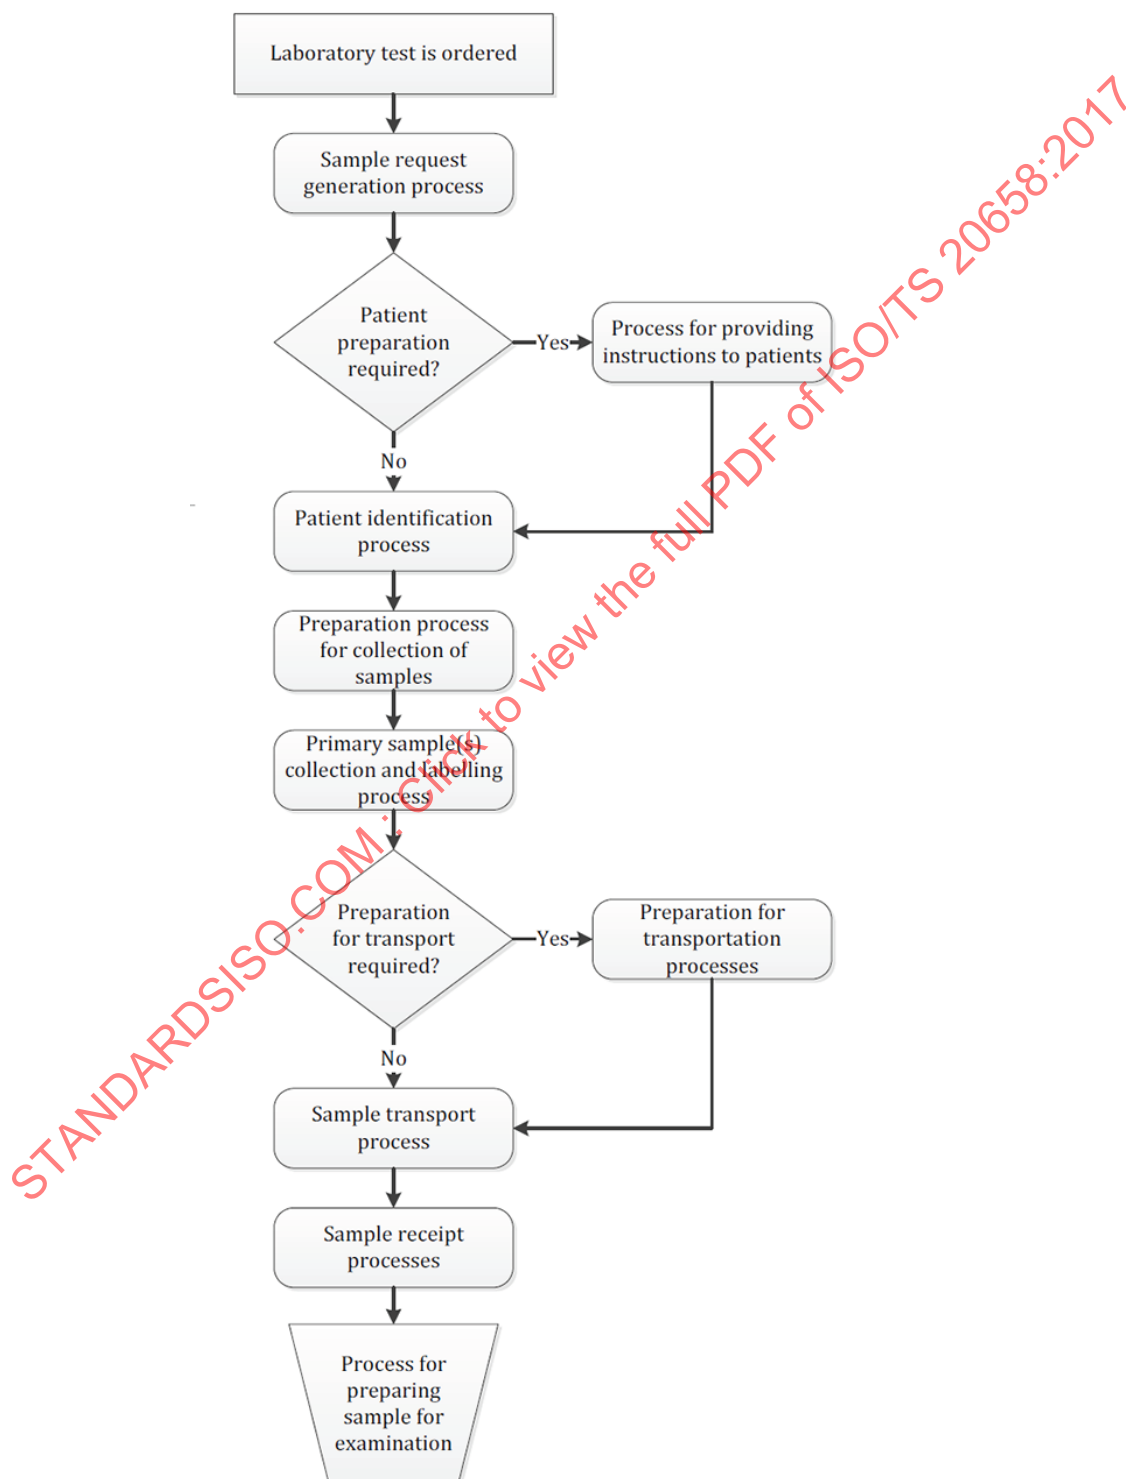 Laboratory test is ordered
Sample request
generation process
Patient
preparation
required?
Yes
Process for providing
instructions to patients
No
Patient identification
process
Preparation process
for collection of
samples
Primary sample(s)
collection and labelling
process
Preparation
for transport
required?
Yes
Preparation for
transportation
processes
No
Sample transport
process
Sample receipt
processes
Process for
preparing
sample for
examination
STANDARDSISO.COM : Click to view the full PDF of ISO/TS 20658:2017